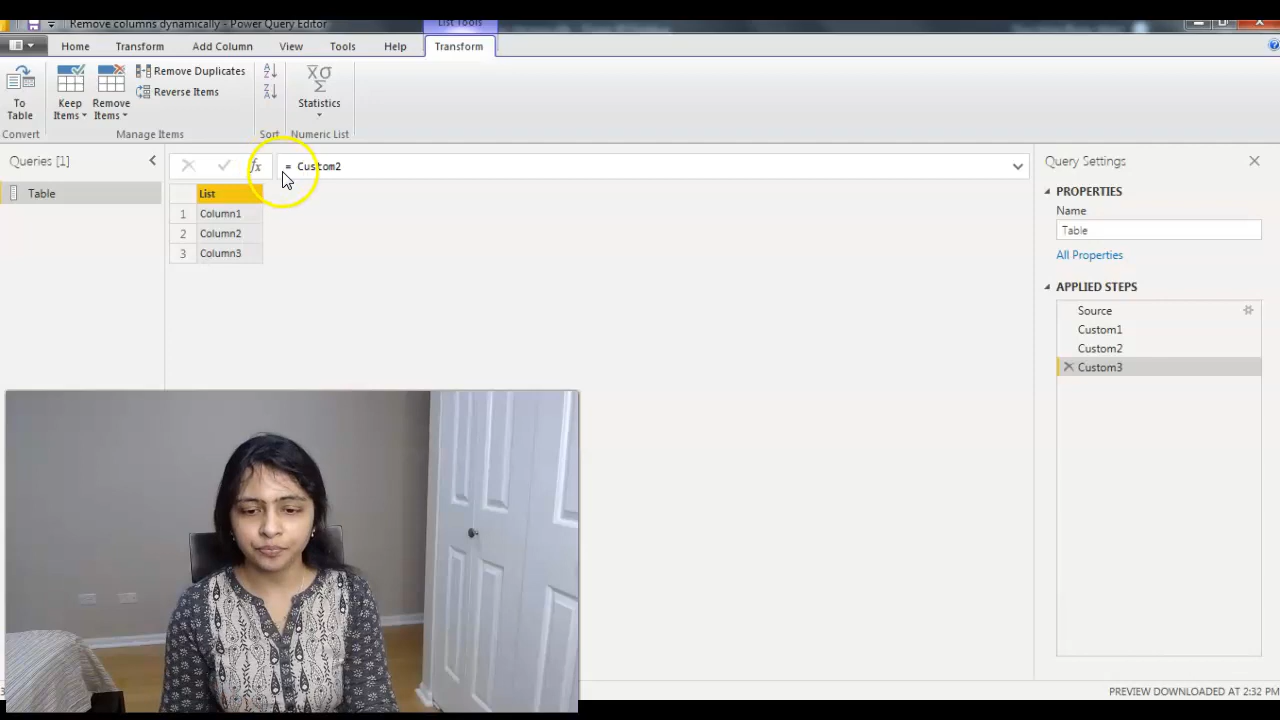 Remove columns dynamically - Power Query Editor
List Tools
Home Transform Add Column View Tools Help Transform
To Table
Keep Items
Remove Items
Remove Duplicates
Reverse Items
Statistics
Convert Manage Items Sort Numeric List
Queries [1]
Table
fx = Custom2
List
1 Column1
2 Column2
3 Column3
Query Settings
PROPERTIES
Name
Table
All Properties
APPLIED STEPS
Source
Custom1
Custom2
Custom3
PREVIEW DOWNLOADED AT 2:32 PM